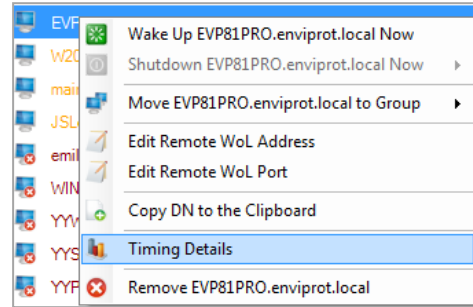 EVP
Wake Up EVP81PRO.enviprot.local Now
W20
Shutdown EVP81PRO.enviprot.local Now
mai
Move EVP81PRO.enviprot.local to Group
JSL
Edit Remote WoL Address
emil
Edit Remote WoL Port
WIN
Copy DN to the Clipboard
YYW
Timing Details
YYS
Remove EVP81PRO.enviprot.local
YYF